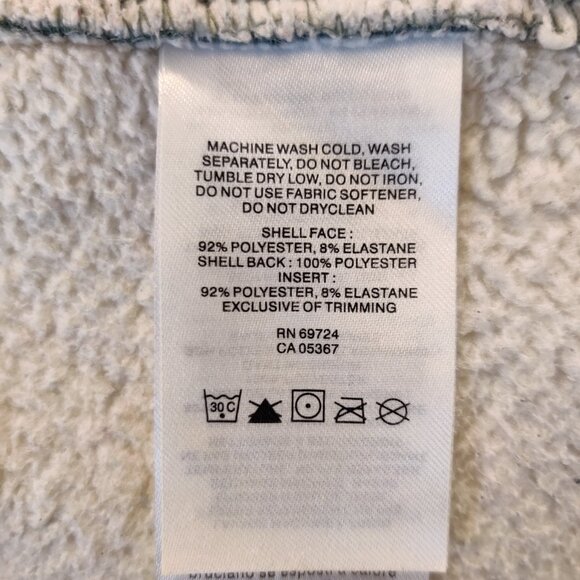 MACHINE WASH COLD, WASH
SEPARATELY, DO NOT BLEACH,
TUMBLE DRY LOW, DO NOT IRON,
DO NOT USE FABRIC SOFTENER,
DO NOT DRYCLEAN
SHELL FACE :
92% POLYESTER, 8% ELASTANE
SHELL BACK : 100% POLYESTER
INSERT :
92% POLYESTER, 8% ELASTANE
EXCLUSIVE OF TRIMMING
RN 69724
CA 05367
30 C